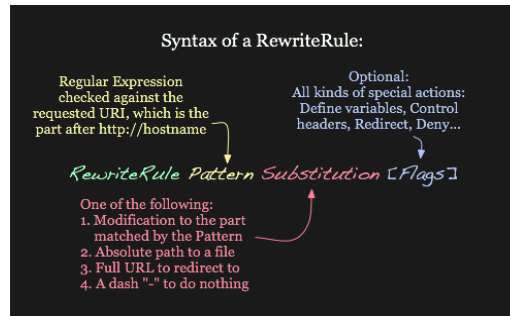 Syntax of a RewriteRule:
Regular Expression
checked against the
requested URI, which is the
part after http://hostname
Optional:
All kinds of special actions:
Define variables, Control
headers, Redirect, Deny...
RewriteRule Pattern Substitution [Flags]
One of the following:
1. Modification to the part
matched by the Pattern
2. Absolute path to a file
3. Full URL to redirect to
4. A dash "-" to do nothing